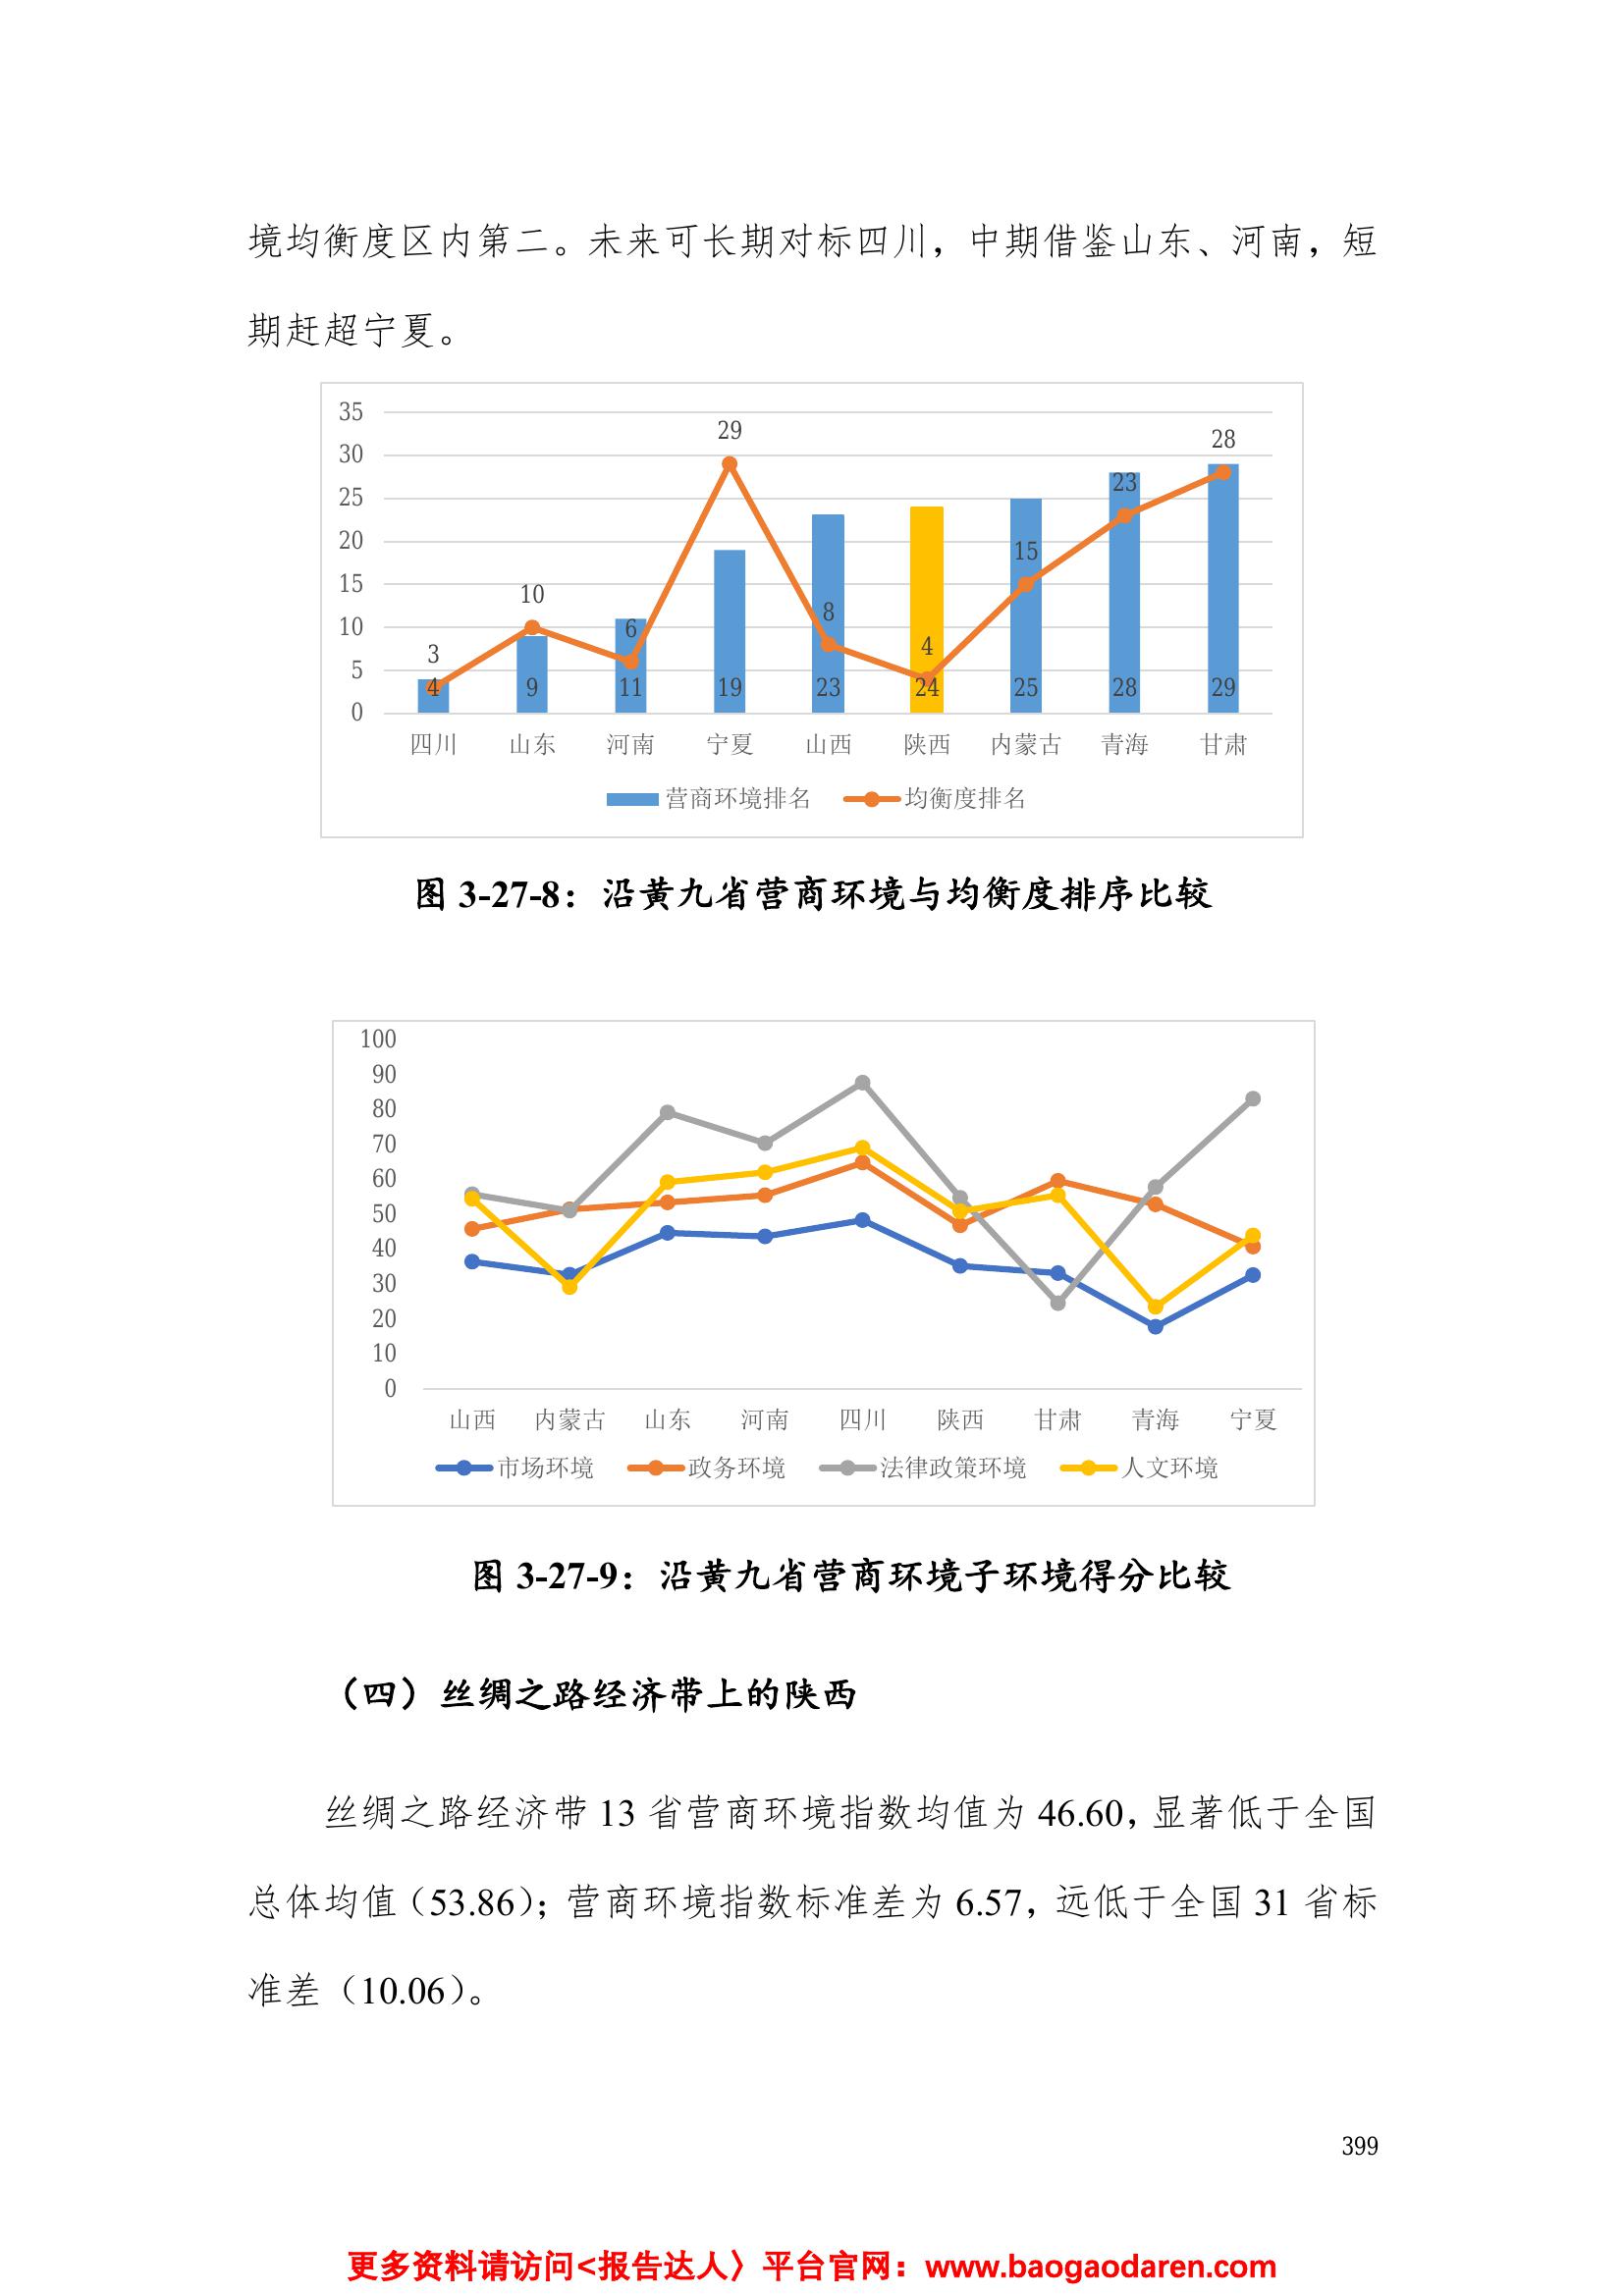 境均衡度区内第二。未来可长期对标四川，中期借鉴山东、河南，短
期赶超宁夏。
35
30
25
20
15
10
5
0
3
10
6
29
8
4
15
23
28
4
9
11
19
23
24
25
28
29
四川 山东 河南 宁夏 山西 陕西 内蒙古 青海 甘肃
营商环境排名 均衡度排名
图 3-27-8：沿黄九省营商环境与均衡度排序比较
100
90
80
70
60
50
40
30
20
10
0
山西 内蒙古 山东 河南 四川 陕西 甘肃 青海 宁夏
市场环境 政务环境 法律政策环境 人文环境
图 3-27-9：沿黄九省营商环境子环境得分比较
（四）丝绸之路经济带上的陕西
丝绸之路经济带 13 省营商环境指数均值为 46.60，显著低于全国
总体均值（53.86）；营商环境指数标准差为 6.57，远低于全国 31 省标
准差（10.06）。
399
更多资料请访问<报告达人〉平台官网：www.baogaodaren.com